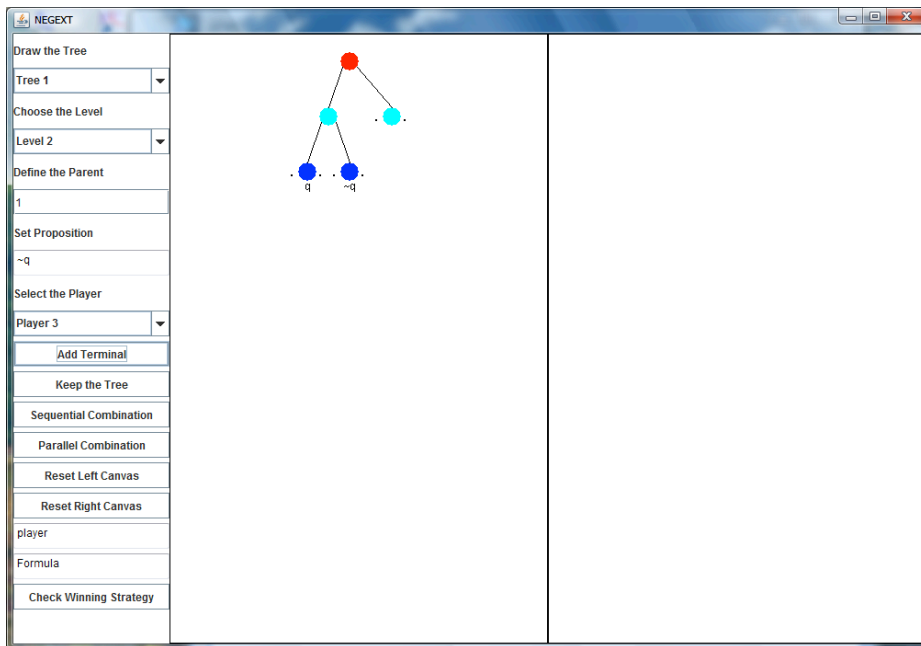 NEGEXT
Draw the Tree
Tree 1
Choose the Level
Level 2
Define the Parent
1
Set Proposition
~q
Select the Player
Player 3
Add Terminal
Keep the Tree
Sequential Combination
Parallel Combination
Reset Left Canvas
Reset Right Canvas
player
Formula
Check Winning Strategy
. .
. . . .
q ~q